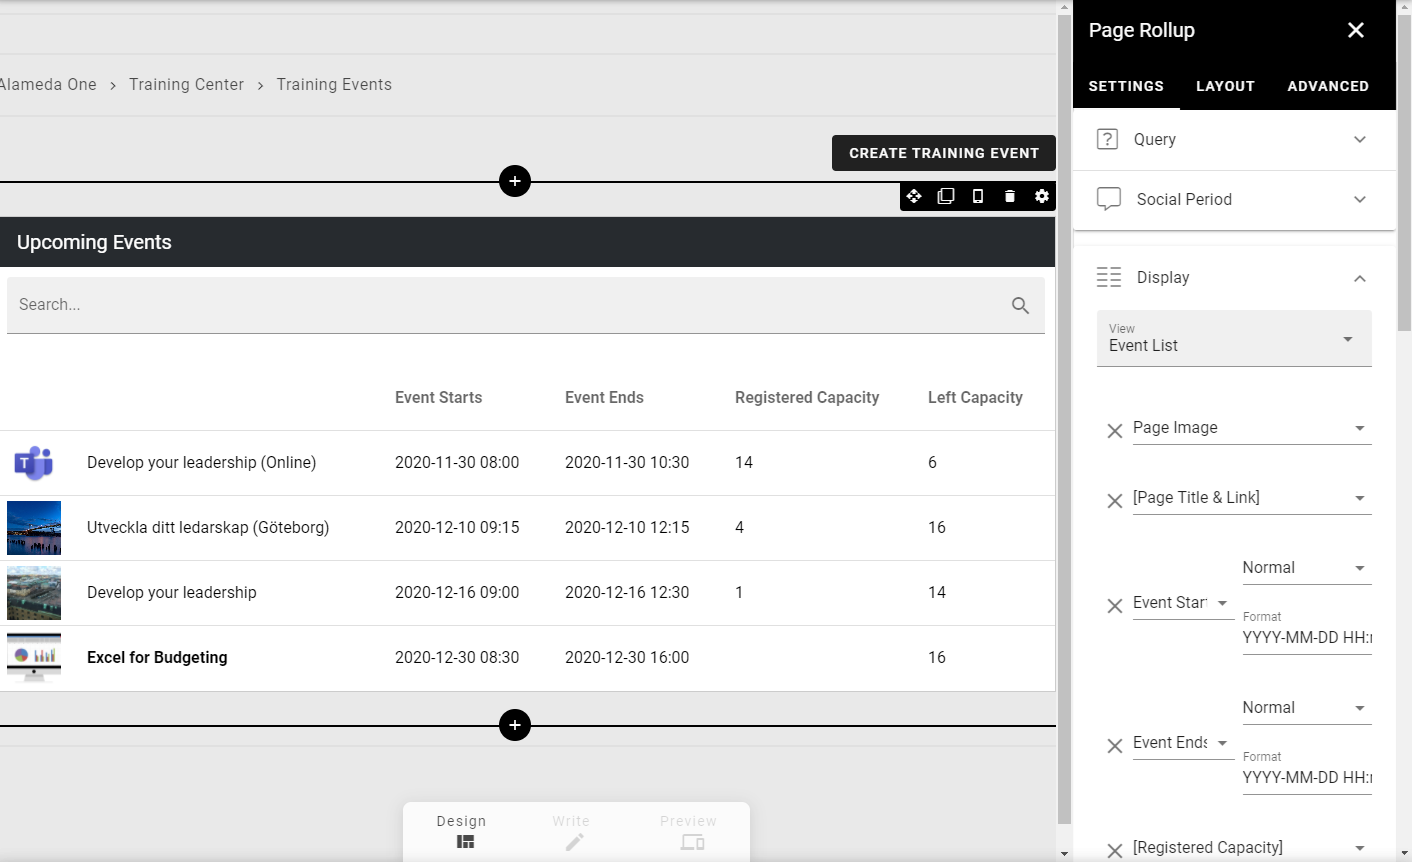 Alameda One > Training Center > Training Events
CREATE TRAINING EVENT
Upcoming Events
Search...
Event Starts Event Ends Registered Capacity Left Capacity
Develop your leadership (Online) 2020-11-30 08:00 2020-11-30 10:30 14 6
Utveckla ditt ledarskap (Göteborg) 2020-12-10 09:15 2020-12-10 12:15 4 16
Develop your leadership 2020-12-16 09:00 2020-12-16 12:30 1 14
Excel for Budgeting 2020-12-30 08:30 2020-12-30 16:00 16
Design Write Preview
Page Rollup
SETTINGS LAYOUT ADVANCED
Query
Social Period
Display
View
Event List
Page Image
[Page Title & Link]
Normal
Event Star
Format
YYYY-MM-DD HH:
Normal
Event Ends
Format
YYYY-MM-DD HH:
[Registered Capacity]